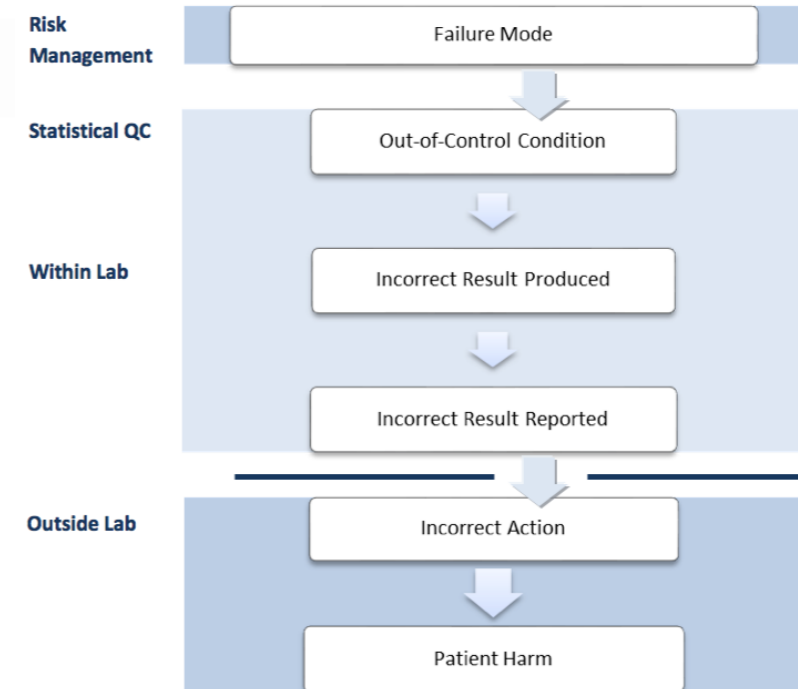 Risk
Management
Failure Mode
Statistical QC
Out-of-Control Condition
Within Lab
Incorrect Result Produced
Incorrect Result Reported
Outside Lab
Incorrect Action
Patient Harm